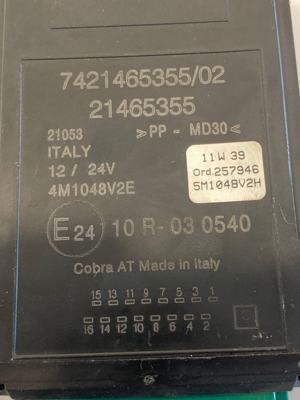 7421465355/02
21465355
21053 >PP - MD30<
ITALY
12 / 24V
4M1048V2E
11W 39
Ord.257946
5M1048V2H
E24 10 R- 03 0540
Cobra AT Made in Italy
15 13 11 9 7 5 3 1
16 14 12 10 8 6 4 2